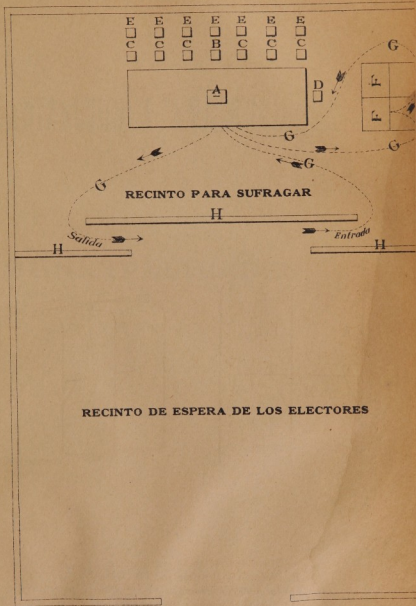 E E E E E E E
C C C B C C C
G
D
A
F
F
G
G
G
G
RECINTO PARA SUFRAGAR
H
Salida
Entrada
H
H
RECINTO DE ESPERA DE LOS ELECTORES